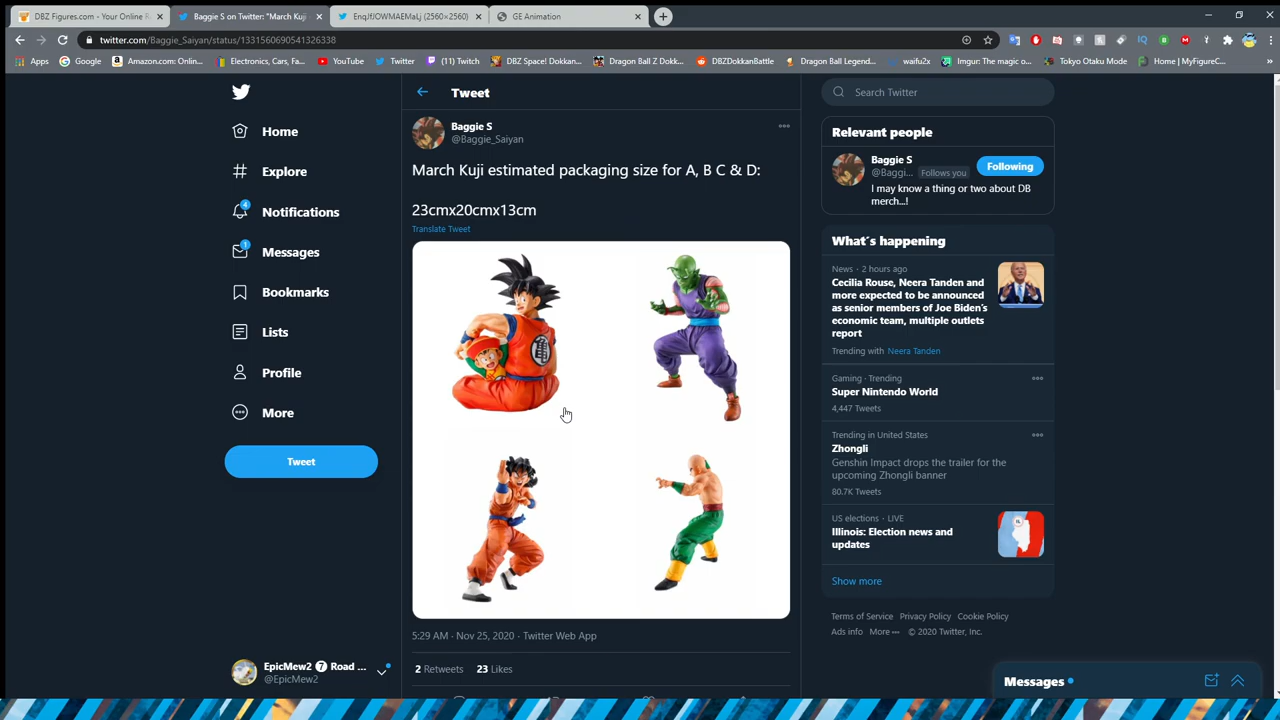 DBZ Figures.com - Your Online R
Baggie S on Twitter: "March Kuji
EnqJfJOWMAEMaLj (2560×2560)
GE Animation
twitter.com/Baggie_Saiyan/status/1331560690541326338
Apps
Google
Amazon.com: Onlin...
Electronics, Cars, Fa...
YouTube
Twitter
(11) Twitch
DBZ Space! Dokkan...
Dragon Ball Z Dokk...
DBZDokkanBattle
Dragon Ball Legend...
waifu2x
Imgur: The magic o...
Tokyo Otaku Mode
Home | MyFigureC...
Home
Explore
4
Notifications
1
Messages
Bookmarks
Lists
Profile
More
Tweet
EpicMew2 7 Road ...
@EpicMew2
Tweet
Baggie S
@Baggie_Saiyan
March Kuji estimated packaging size for A, B C & D:
23cmx20cmx13cm
Translate Tweet
5:29 AM · Nov 25, 2020 · Twitter Web App
2 Retweets 23 Likes
Search Twitter
Relevant people
Baggie S
@Baggi... Follows you
Following
I may know a thing or two about DB
merch...!
What's happening
News · 2 hours ago
Cecilia Rouse, Neera Tanden and
more expected to be announced
as senior members of Joe Biden's
economic team, multiple outlets
report
Trending with Neera Tanden
Gaming · Trending
Super Nintendo World
4,447 Tweets
Trending in United States
Zhongli
Genshin Impact drops the trailer for the
upcoming Zhongli banner
80.7K Tweets
US elections · LIVE
Illinois: Election news and
updates
Show more
Terms of Service Privacy Policy Cookie Policy
Ads info More ··· © 2020 Twitter, Inc.
Messages